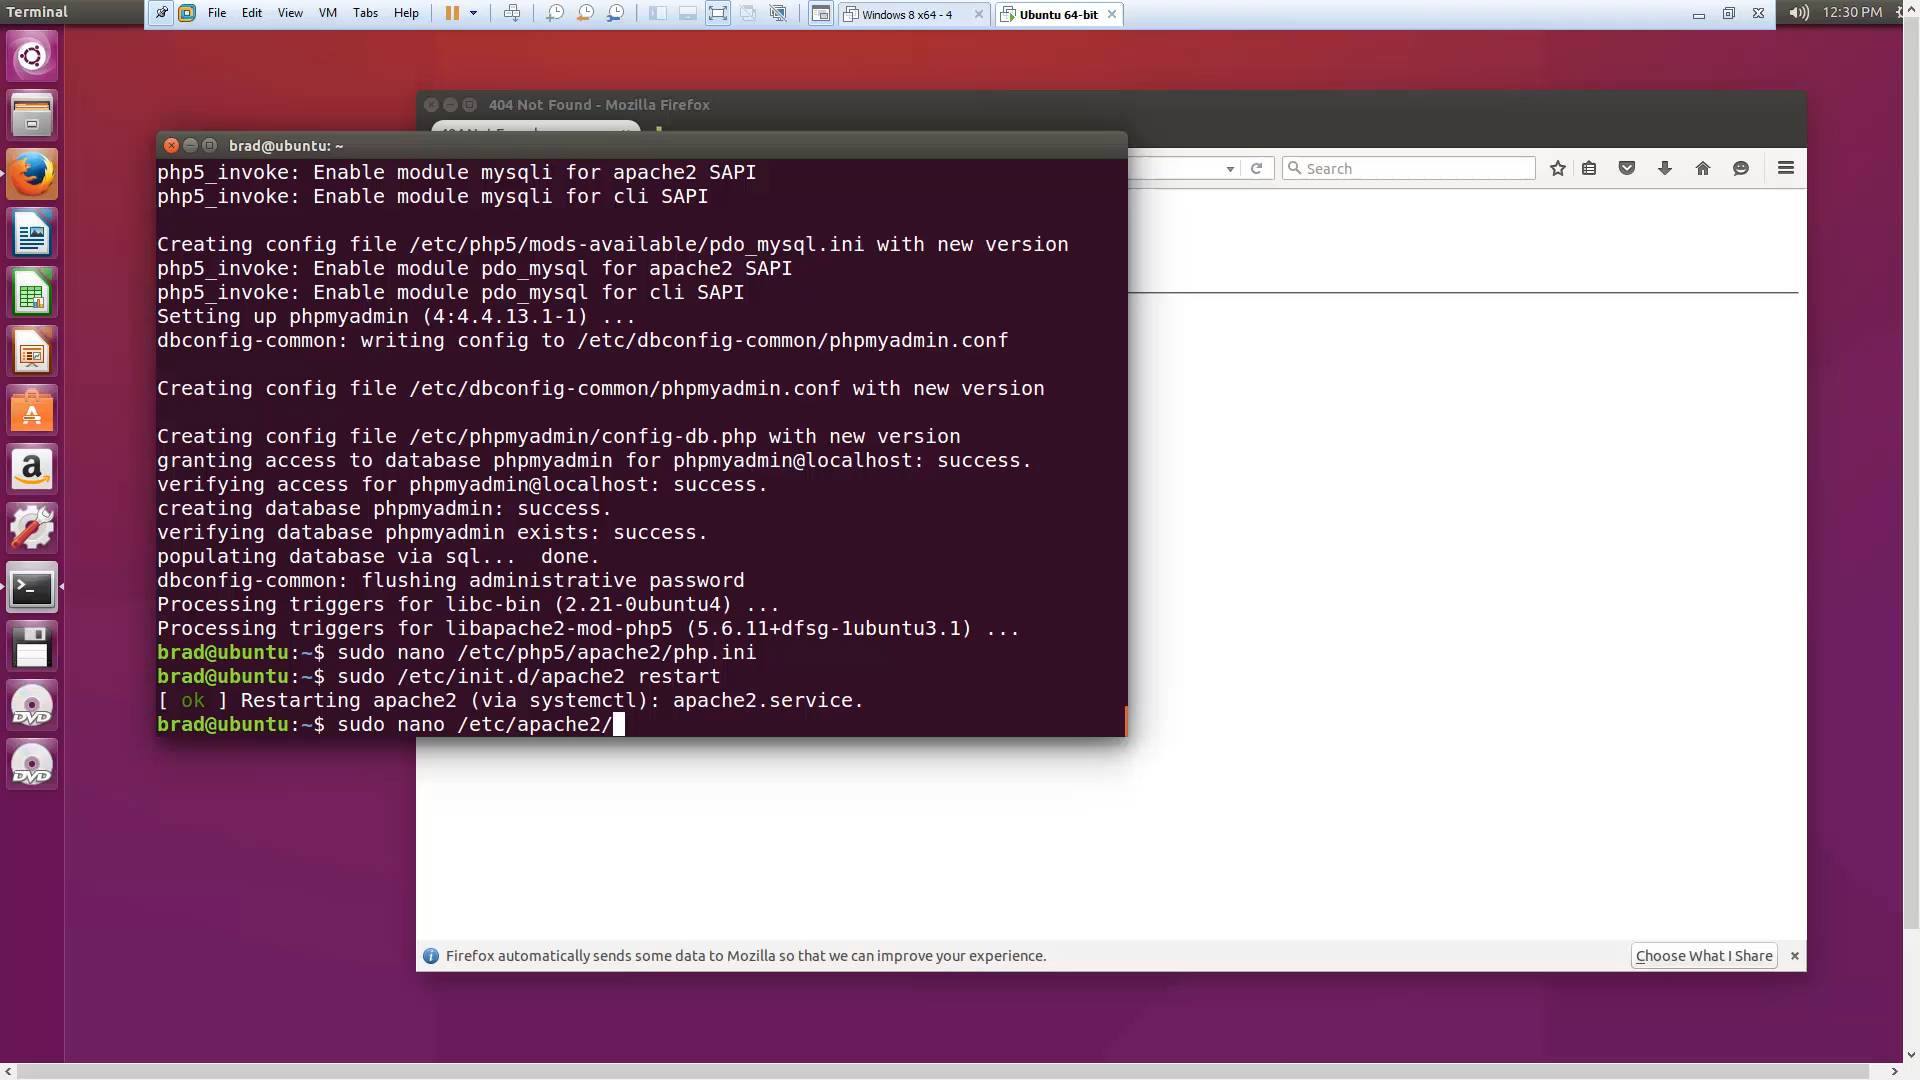 Terminal
File Edit View VM Tabs Help
Windows 8 x64 - 4
Ubuntu 64-bit
12:30 PM
404 Not Found - Mozilla Firefox
Search
brad@ubuntu: ~
php5_invoke: Enable module mysqli for apache2 SAPI
php5_invoke: Enable module mysqli for cli SAPI
Creating config file /etc/php5/mods-available/pdo_mysql.ini with new version
php5_invoke: Enable module pdo_mysql for apache2 SAPI
php5_invoke: Enable module pdo_mysql for cli SAPI
Setting up phpmyadmin (4:4.4.13.1-1) ...
dbconfig-common: writing config to /etc/dbconfig-common/phpmyadmin.conf
Creating config file /etc/dbconfig-common/phpmyadmin.conf with new version
Creating config file /etc/phpmyadmin/config-db.php with new version
granting access to database phpmyadmin for phpmyadmin@localhost: success.
verifying access for phpmyadmin@localhost: success.
creating database phpmyadmin: success.
verifying database phpmyadmin exists: success.
populating database via sql...  done.
dbconfig-common: flushing administrative password
Processing triggers for libc-bin (2.21-0ubuntu4) ...
Processing triggers for libapache2-mod-php5 (5.6.11+dfsg-1ubuntu3.1) ...
brad@ubuntu:~$ sudo nano /etc/php5/apache2/php.ini
brad@ubuntu:~$ sudo /etc/init.d/apache2 restart
[ ok ] Restarting apache2 (via systemctl): apache2.service.
brad@ubuntu:~$ sudo nano /etc/apache2/
Firefox automatically sends some data to Mozilla so that we can improve your experience.
Choose What I Share